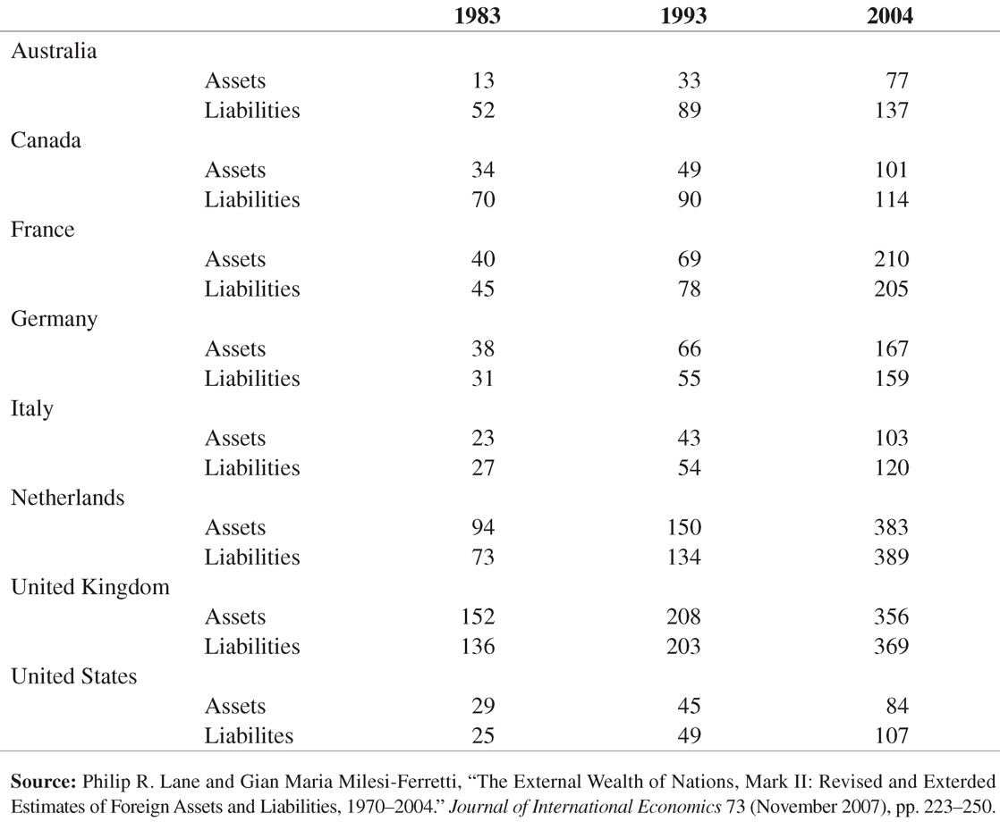 1983 1993 2004
Australia
Assets 13 33 77
Liabilities 52 89 137
Canada
Assets 34 49 101
Liabilities 70 90 114
France
Assets 40 69 210
Liabilities 45 78 205
Germany
Assets 38 66 167
Liabilities 31 55 159
Italy
Assets 23 43 103
Liabilities 27 54 120
Netherlands
Assets 94 150 383
Liabilities 73 134 389
United Kingdom
Assets 152 208 356
Liabilities 136 203 369
United States
Assets 29 45 84
Liabilites 25 49 107
Source: Philip R. Lane and Gian Maria Milesi-Ferretti, “The External Wealth of Nations, Mark II: Revised and Exterded
Estimates of Foreign Assets and Liabilities, 1970–2004.” Journal of International Economics 73 (November 2007), pp. 223–250.